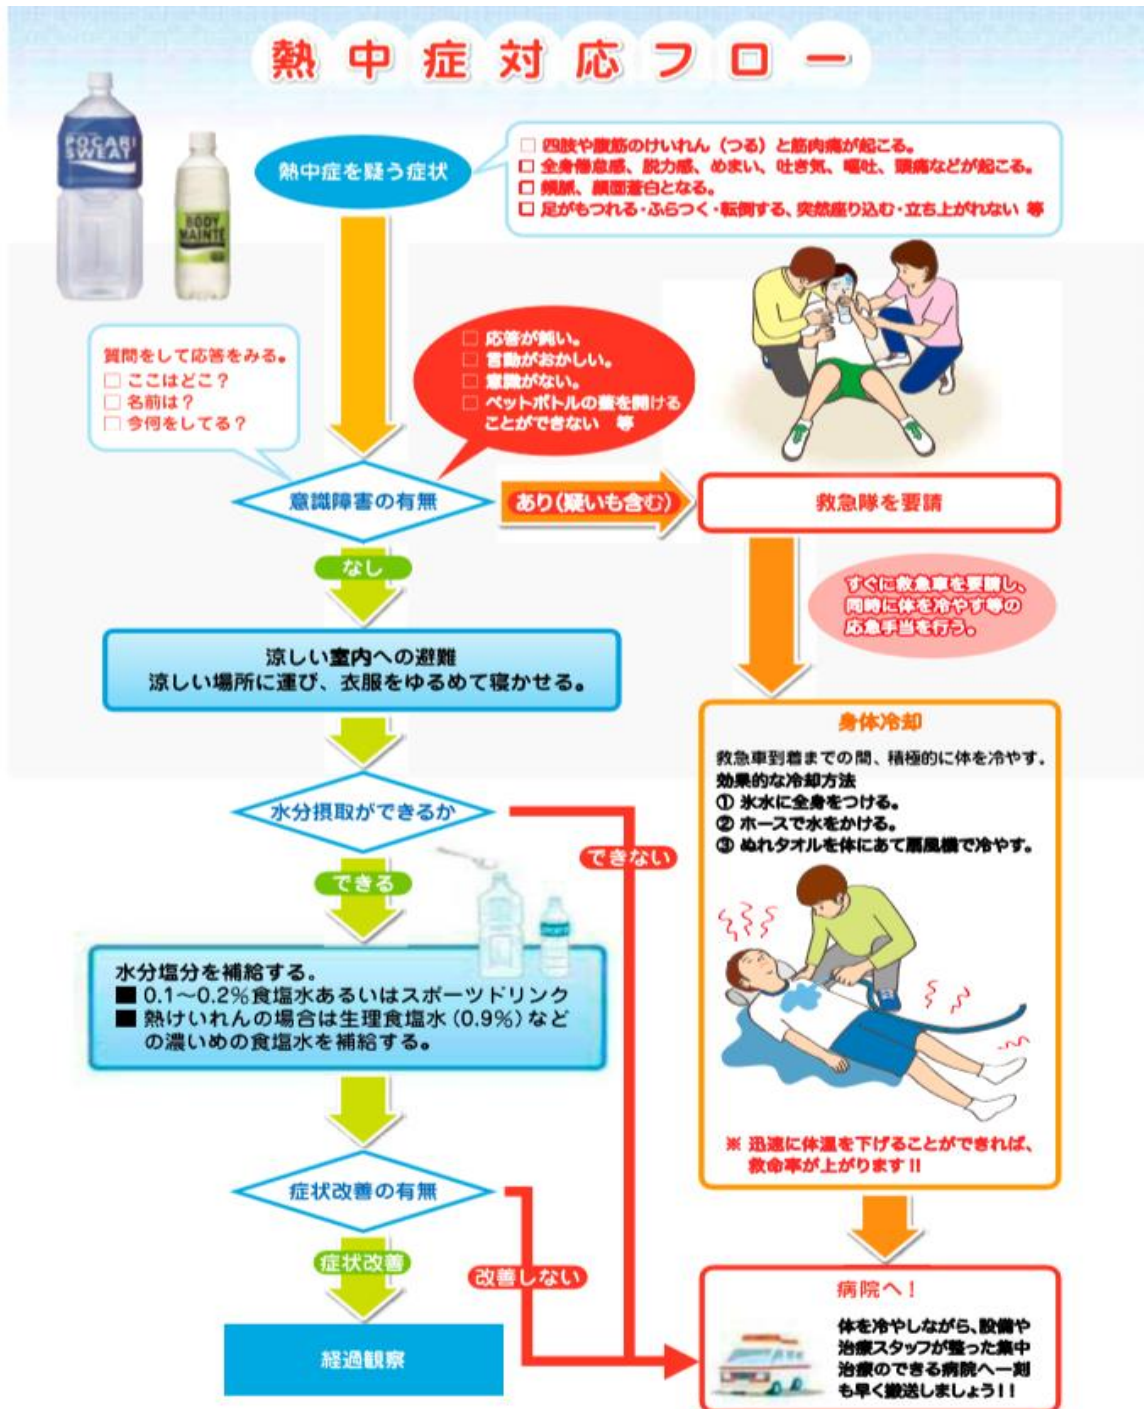 熱中症対応フロー
POCARI
SWEAT
BODY
MAINTÉ
熱中症を疑う症状
□ 四肢や腹筋のけいれん（つる）と筋肉痛が起こる。
□ 全身倦怠感、脱力感、めまい、吐き気、嘔吐、頭痛などが起こる。
□ 頻脈、顔面蒼白となる。
□ 足がもつれる・ふらつく・転倒する、突然座り込む・立ち上がれない 等
質問をして応答をみる。
□ ここはどこ？
□ 名前は？
□ 今何をしてる？
□ 応答が鈍い。
□ 言動がおかしい。
□ 意識がない。
□ ペットボトルの蓋を開ける
ことができない 等
意識障害の有無
あり（疑いも含む）
救急隊を要請
なし
すぐに救急車を要請し、
同時に体を冷やす等の
応急手当を行う。
涼しい室内への避難
涼しい場所に運び、衣服をゆるめて寝かせる。
水分摂取ができるか
できない
できる
身体冷却
救急車到着までの間、積極的に体を冷やす。
効果的な冷却方法
① 氷水に全身をつける。
② ホースで水をかける。
③ ぬれタオルを体にあて扇風機で冷やす。
※ 迅速に体温を下げることができれば、
救命率が上がります!!
水分塩分を補給する。
■ 0.1〜0.2％食塩水あるいはスポーツドリンク
■ 熱けいれんの場合は生理食塩水（0.9％）など
の濃いめの食塩水を補給する。
症状改善の有無
症状改善
改善しない
経過観察
病院へ！
体を冷やしながら、設備や
治療スタッフが整った集中
治療のできる病院へ一刻
も早く搬送しましょう!!